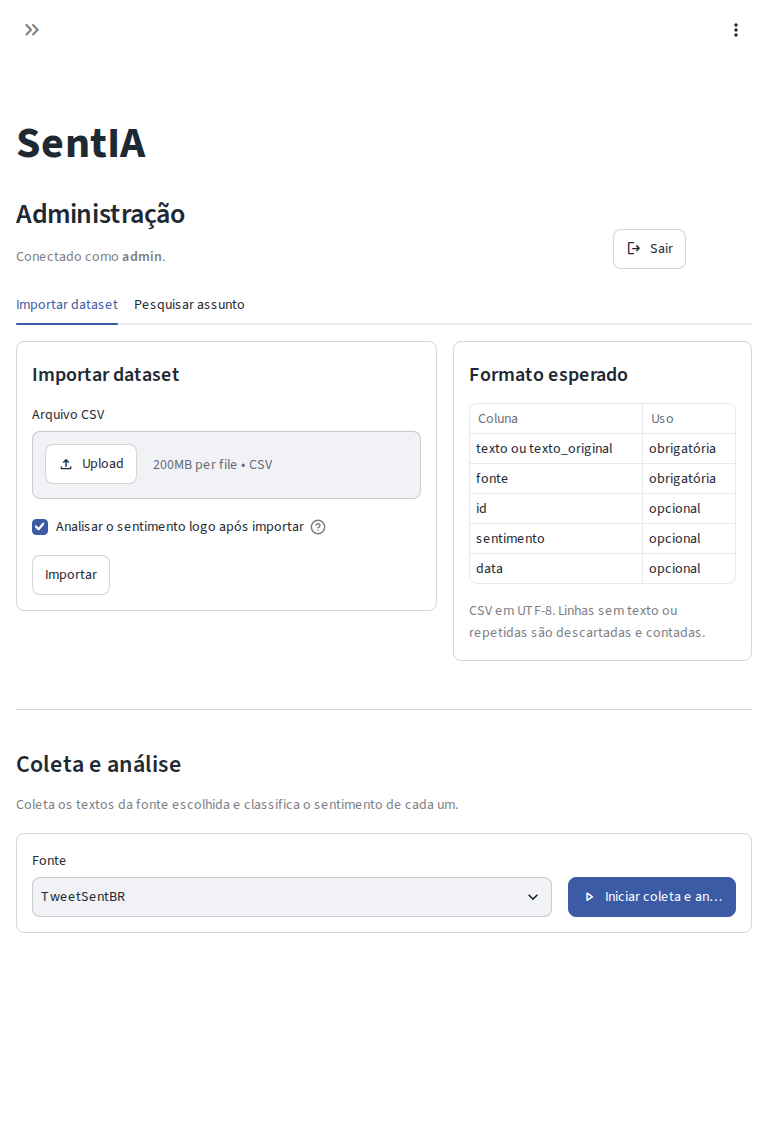 SentIA
Administração
Conectado como admin.
Sair
Importar dataset
Pesquisar assunto
Importar dataset
Arquivo CSV
Upload
200MB per file • CSV
Analisar o sentimento logo após importar
Importar
Formato esperado
Coluna Uso
texto ou texto_original obrigatória
fonte obrigatória
id opcional
sentimento opcional
data opcional
CSV em UTF-8. Linhas sem texto ou
repetidas são descartadas e contadas.
Coleta e análise
Coleta os textos da fonte escolhida e classifica o sentimento de cada um.
Fonte
TweetSentBR
Iniciar coleta e an…